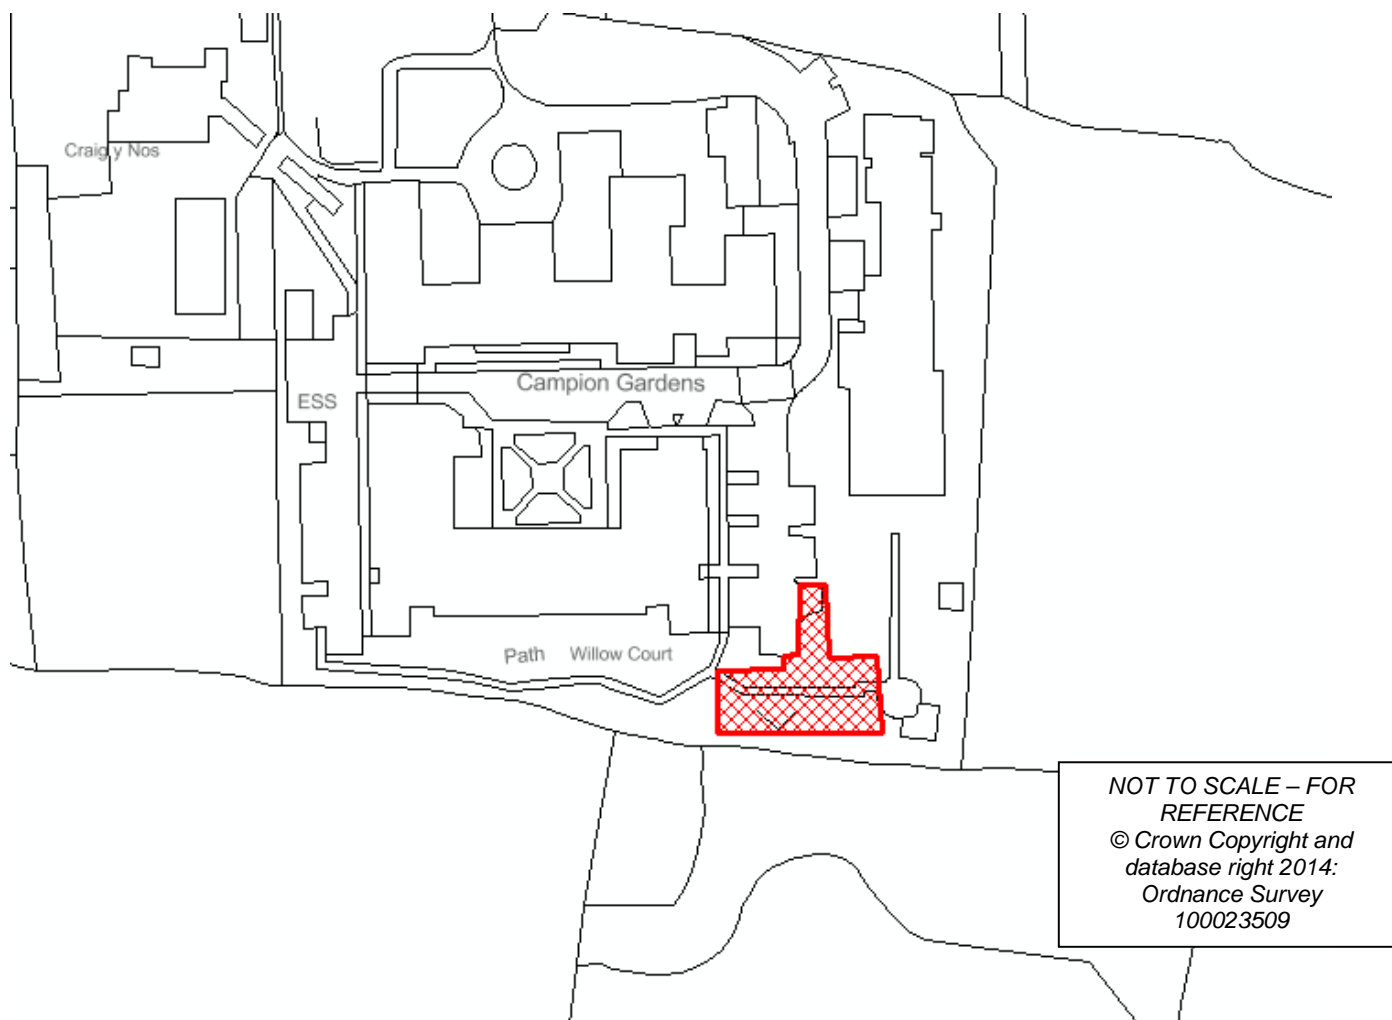 Craig y Nos
Campion Gardens
ESS
Path Willow Court
NOT TO SCALE – FOR
REFERENCE
© Crown Copyright and
database right 2014:
Ordnance Survey
100023509